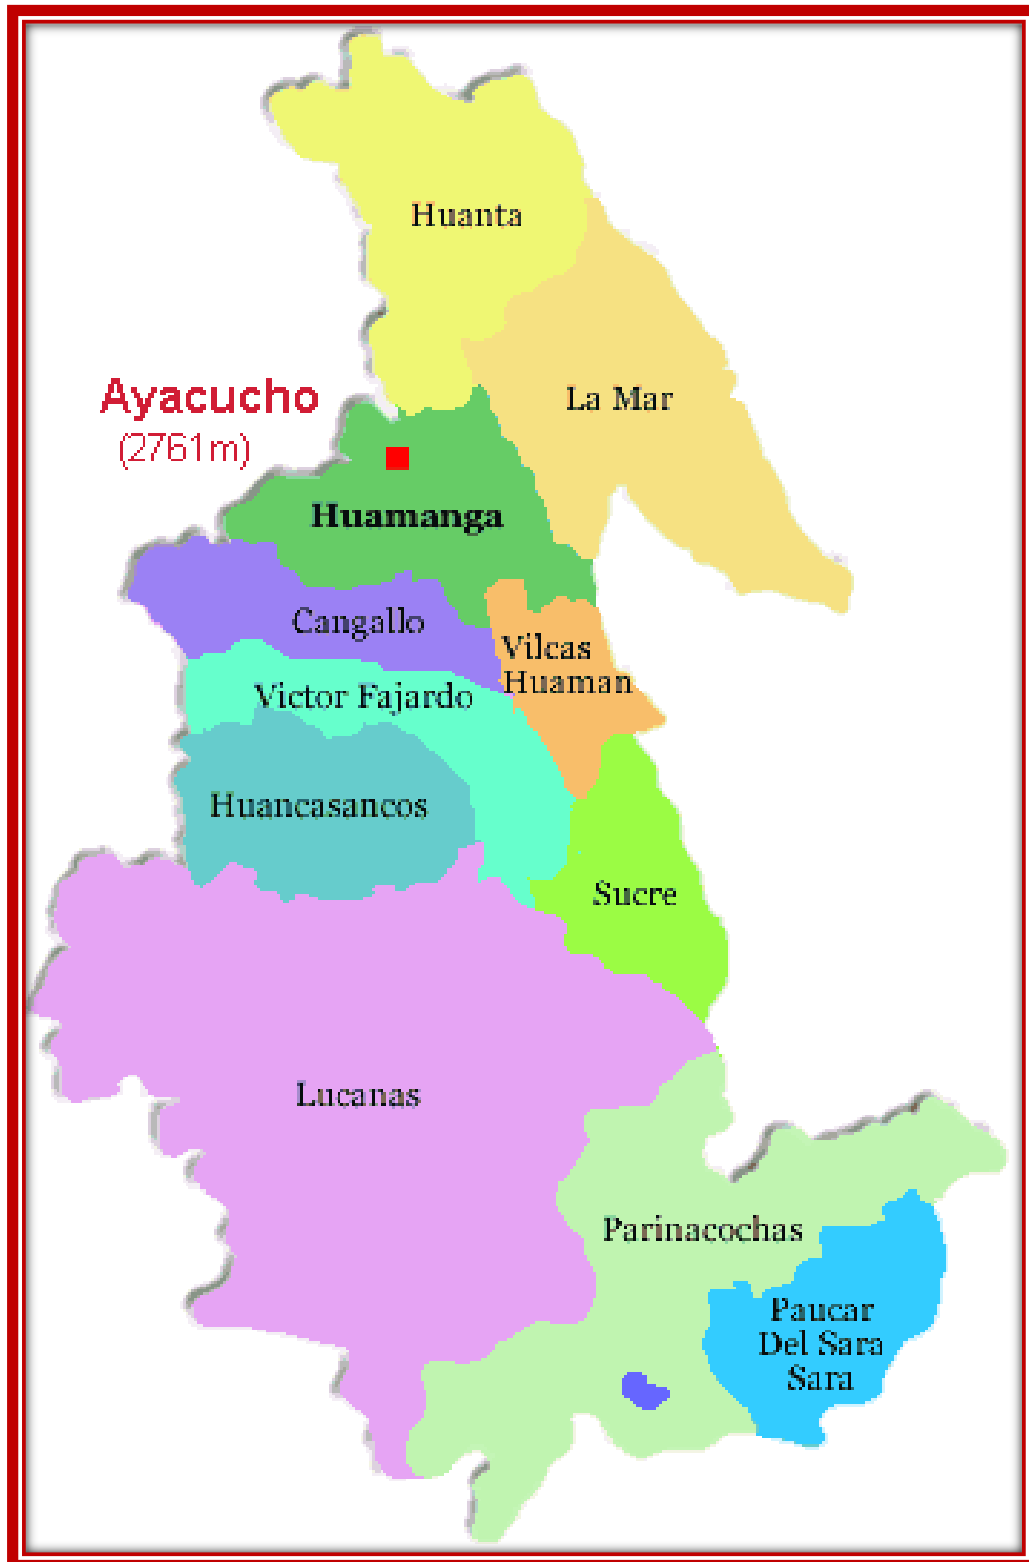 Huanta
Ayacucho
(2761m)
La Mar
Huamanga
Cangallo
Vilcas
Huaman
Victor Fajardo
Huancasancos
Sucre
Lucanas
Parinacochas
Paucar
Del Sara
Sara